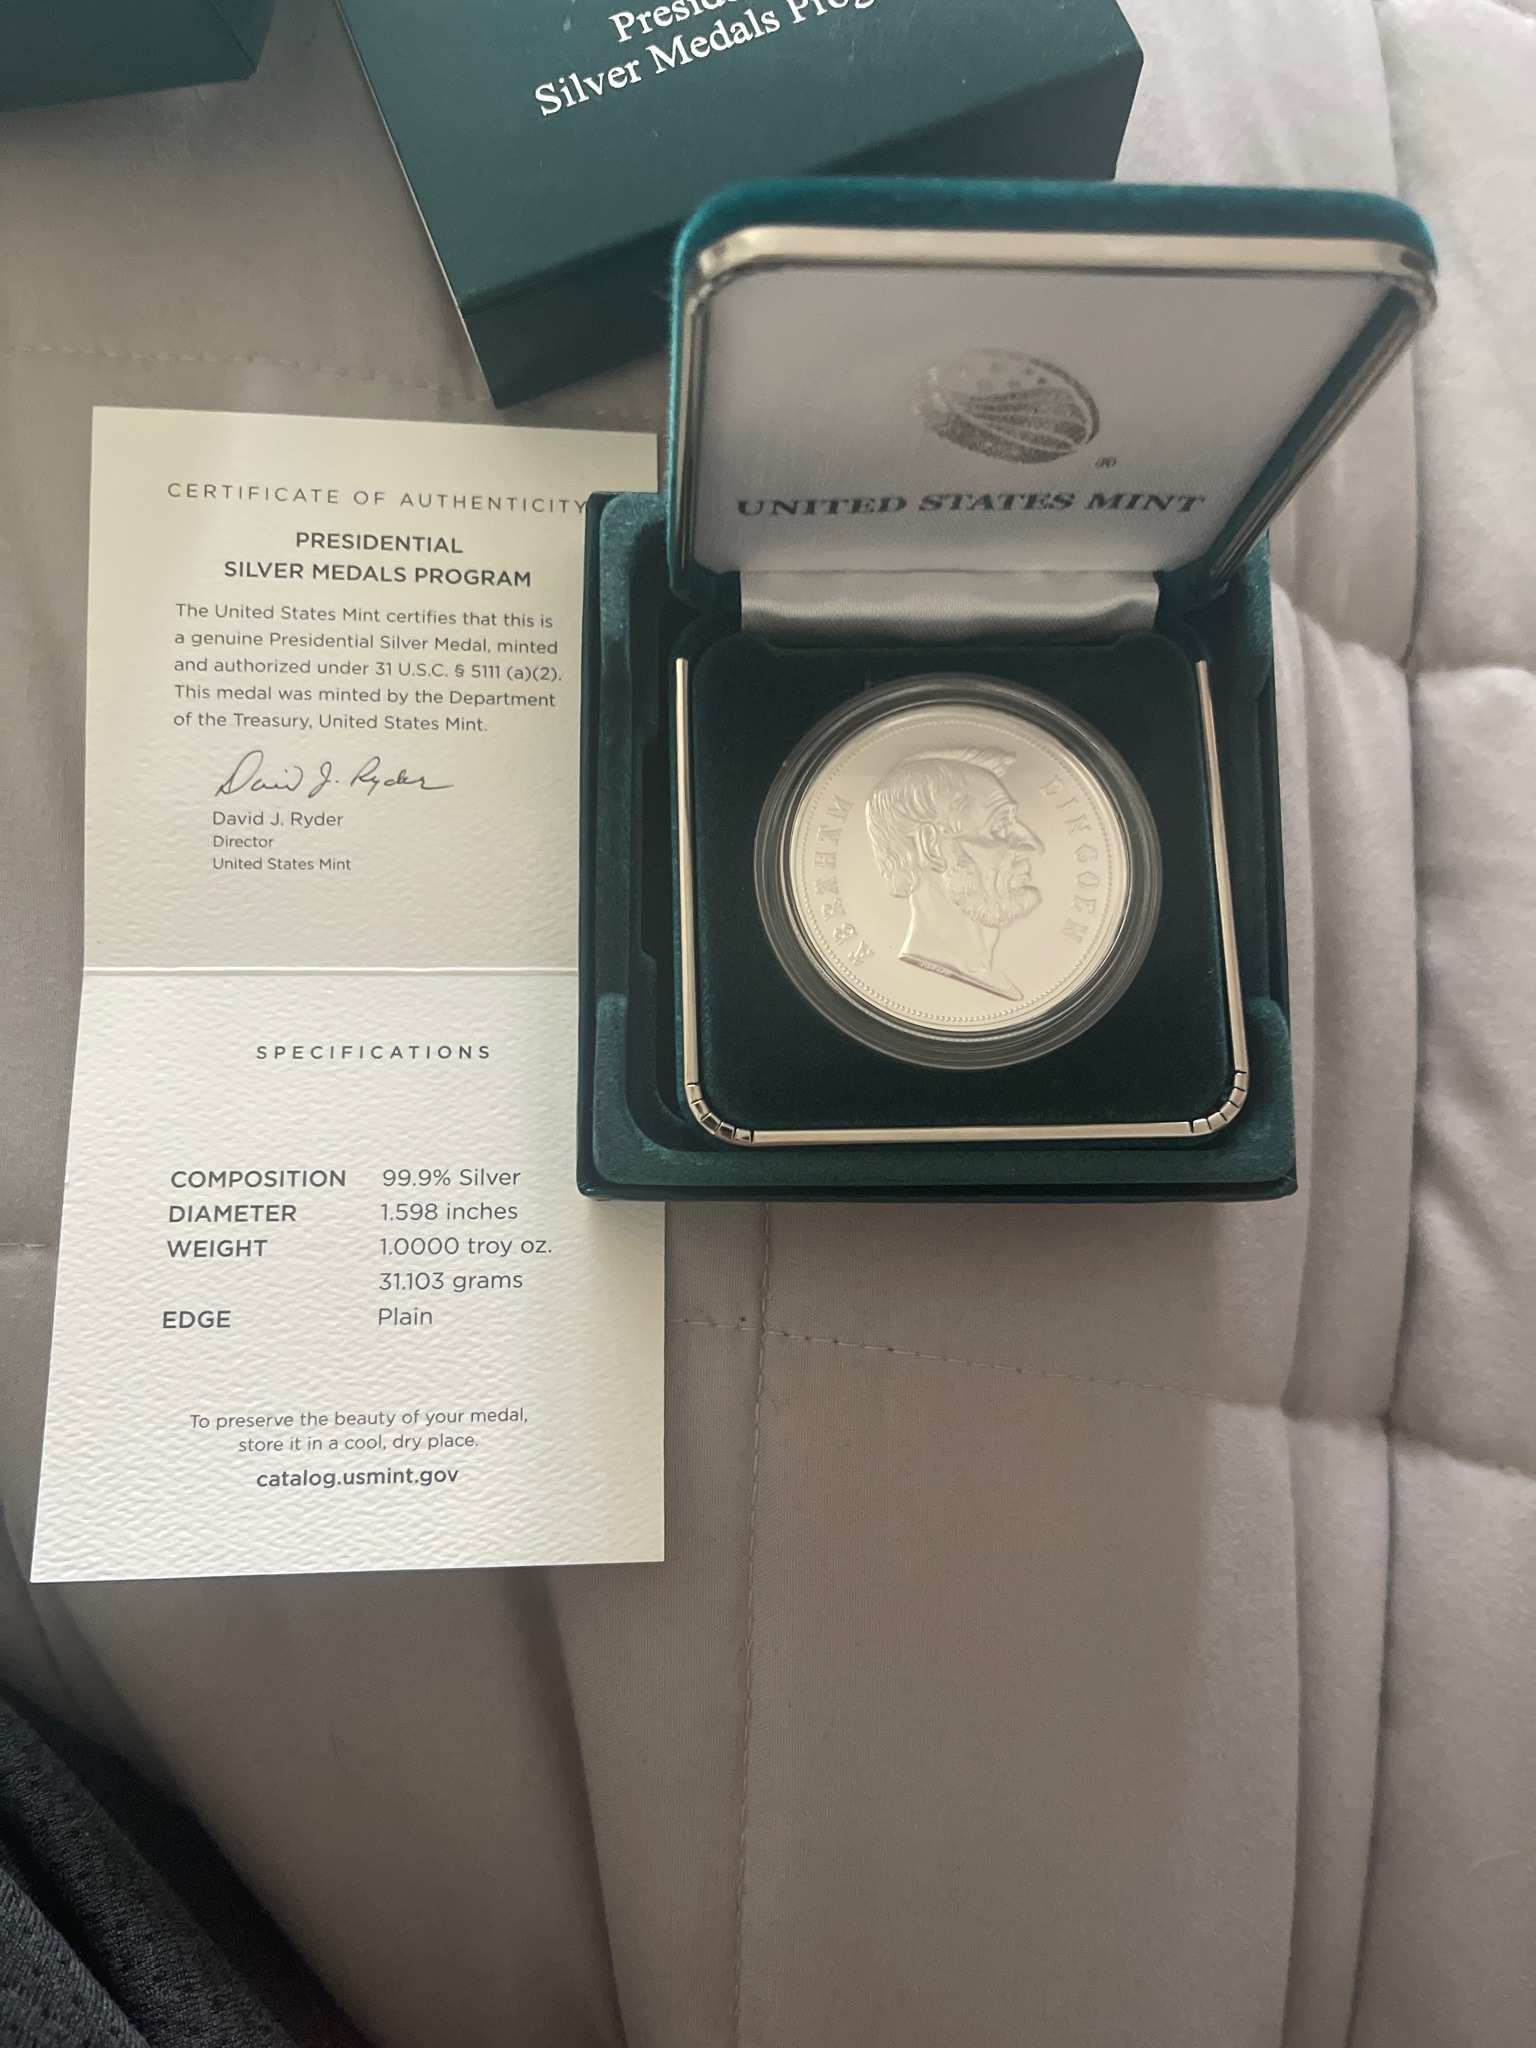 Silver Medals
CERTIFICATE OF AUTHENTICITY
PRESIDENTIAL
SILVER MEDALS PROGRAM
The United States Mint certifies that this is
a genuine Presidential Silver Medal, minted
and authorized under 31 U.S.C. § 5111 (a)(2).
This medal was minted by the Department
of the Treasury, United States Mint.
David J. Ryder
David J. Ryder
Director
United States Mint
SPECIFICATIONS
COMPOSITION 99.9% Silver
DIAMETER 1.598 inches
WEIGHT 1.0000 troy oz.
31.103 grams
EDGE Plain
To preserve the beauty of your medal,
store it in a cool, dry place.
catalog.usmint.gov
®
UNITED STATES MINT
ABRAHAM LINCOLN